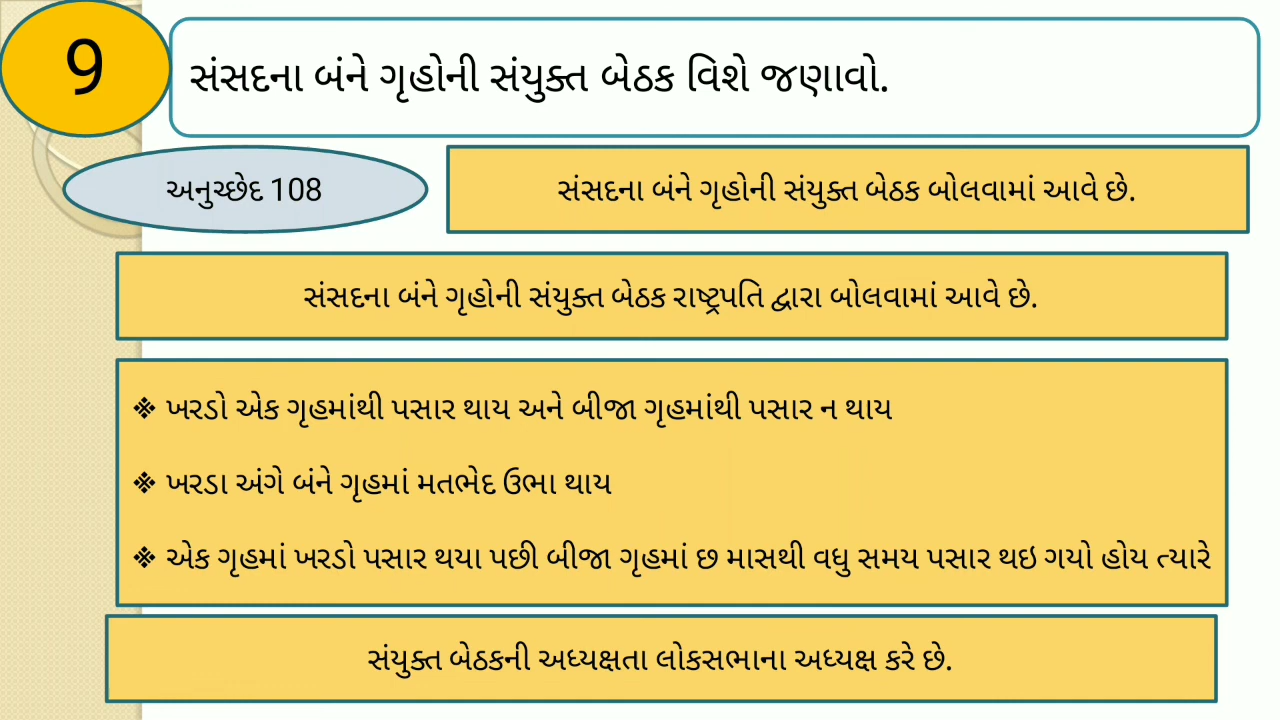 9
સંસદના બંને ગૃહોની સંયુક્ત બેઠક વિશે જણાવો.
અનુચ્છેદ 108
સંસદના બંને ગૃહોની સંયુક્ત બેઠક બોલવામાં આવે છે.
સંસદના બંને ગૃહોની સંયુક્ત બેઠક રાષ્ટ્રપતિ દ્વારા બોલવામાં આવે છે.
❖ ખરડો એક ગૃહમાંથી પસાર થાય અને બીજા ગૃહમાંથી પસાર ન થાય
❖ ખરડા અંગે બંને ગૃહમાં મતભેદ ઉભા થાય
❖ એક ગૃહમાં ખરડો પસાર થયા પછી બીજા ગૃહમાં છ માસથી વધુ સમય પસાર થઇ ગયો હોય ત્યારે
સંયુક્ત બેઠકની અધ્યક્ષતા લોકસભાના અધ્યક્ષ કરે છે.